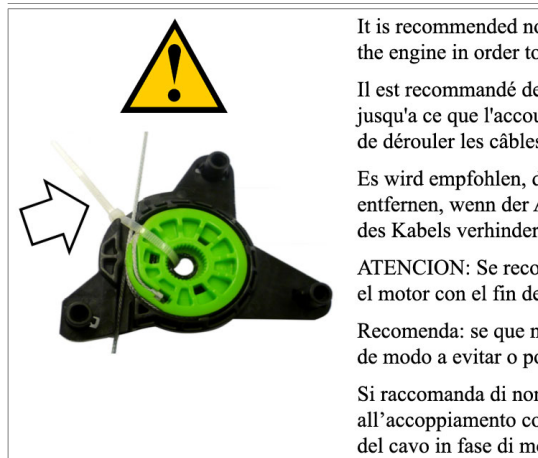 It is recommended
the engine in order to
Il est recommandé de
jusqu'a ce que l'accou
de dérouler les câbles
Es wird empfohlen, d
entfernen, wenn der A
des Kabels verhinder
ATENCION: Se reco
el motor con el fin de
Recomenda: se que n
de modo a evitar o po
Si raccomanda di non
all’accoppiamento co
del cavo in fase di mo